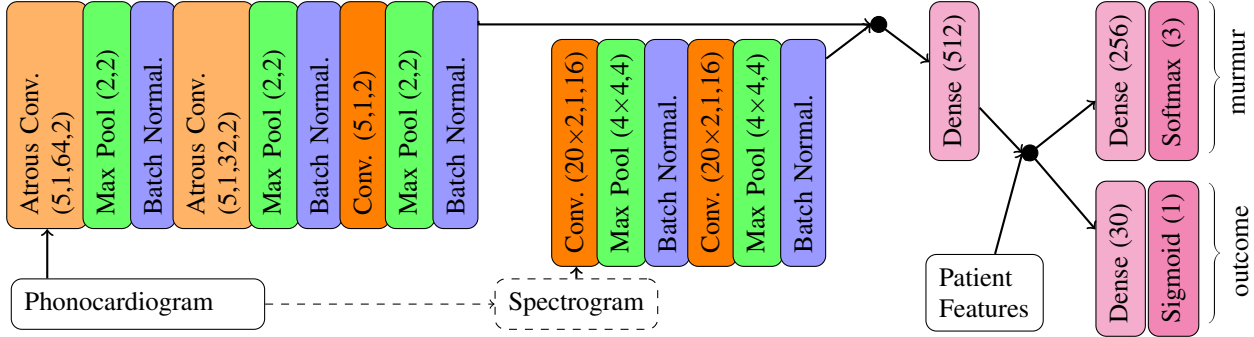 Atrous Conv.
(5,1,64,2)
Max Pool (2,2)
Batch Normal.
Atrous Conv.
(5,1,32,2)
Max Pool (2,2)
Batch Normal.
Conv. (5,1,2)
Max Pool (2,2)
Batch Normal.
Conv. (20×2,1,16)
Max Pool (4×4,4)
Batch Normal.
Conv. (20×2,1,16)
Max Pool (4×4,4)
Batch Normal.
Dense (512)
Dense (256)
Softmax (3)
murmur
Dense (30)
Sigmoid (1)
outcome
Phonocardiogram
Spectrogram
Patient
Features